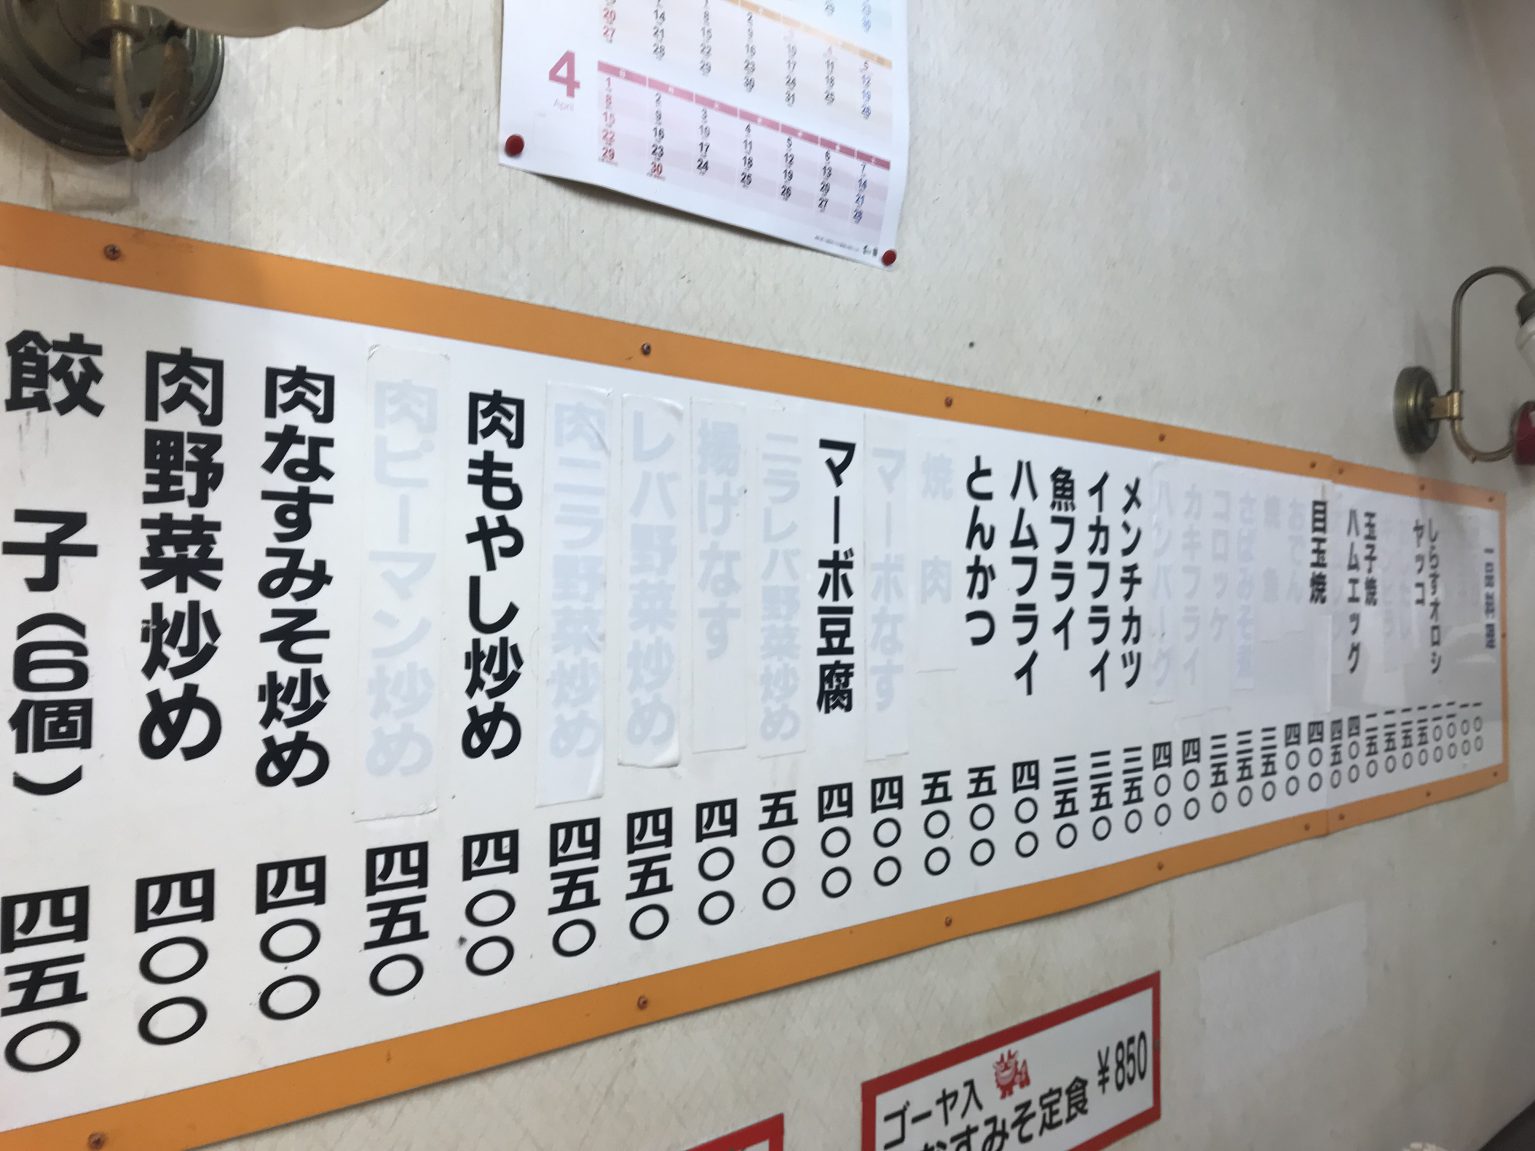 4
April
一品料理
しらすオロシ
ヤッコ
玉子焼
ハムエッグ
目玉焼
おでん
焼魚
さばみそ煮
コロッケ
カキフライ
ハンバーグ
メンチカツ 三五〇
イカフライ 三五〇
魚フライ 三五〇
ハムフライ 四〇〇
とんかつ 五〇〇
焼肉 五〇〇
マーボなす 四〇〇
マーボ豆腐 四〇〇
ニラレバ野菜炒め 五〇〇
揚げなす 四〇〇
レバ野菜炒め 四五〇
肉ニラ野菜炒め 四五〇
肉もやし炒め 四〇〇
肉ピーマン炒め 四五〇
肉なすみそ炒め 四〇〇
肉野菜炒め 四〇〇
餃子(6個) 四五〇
ゴーヤ入
なすみそ定食 ¥850